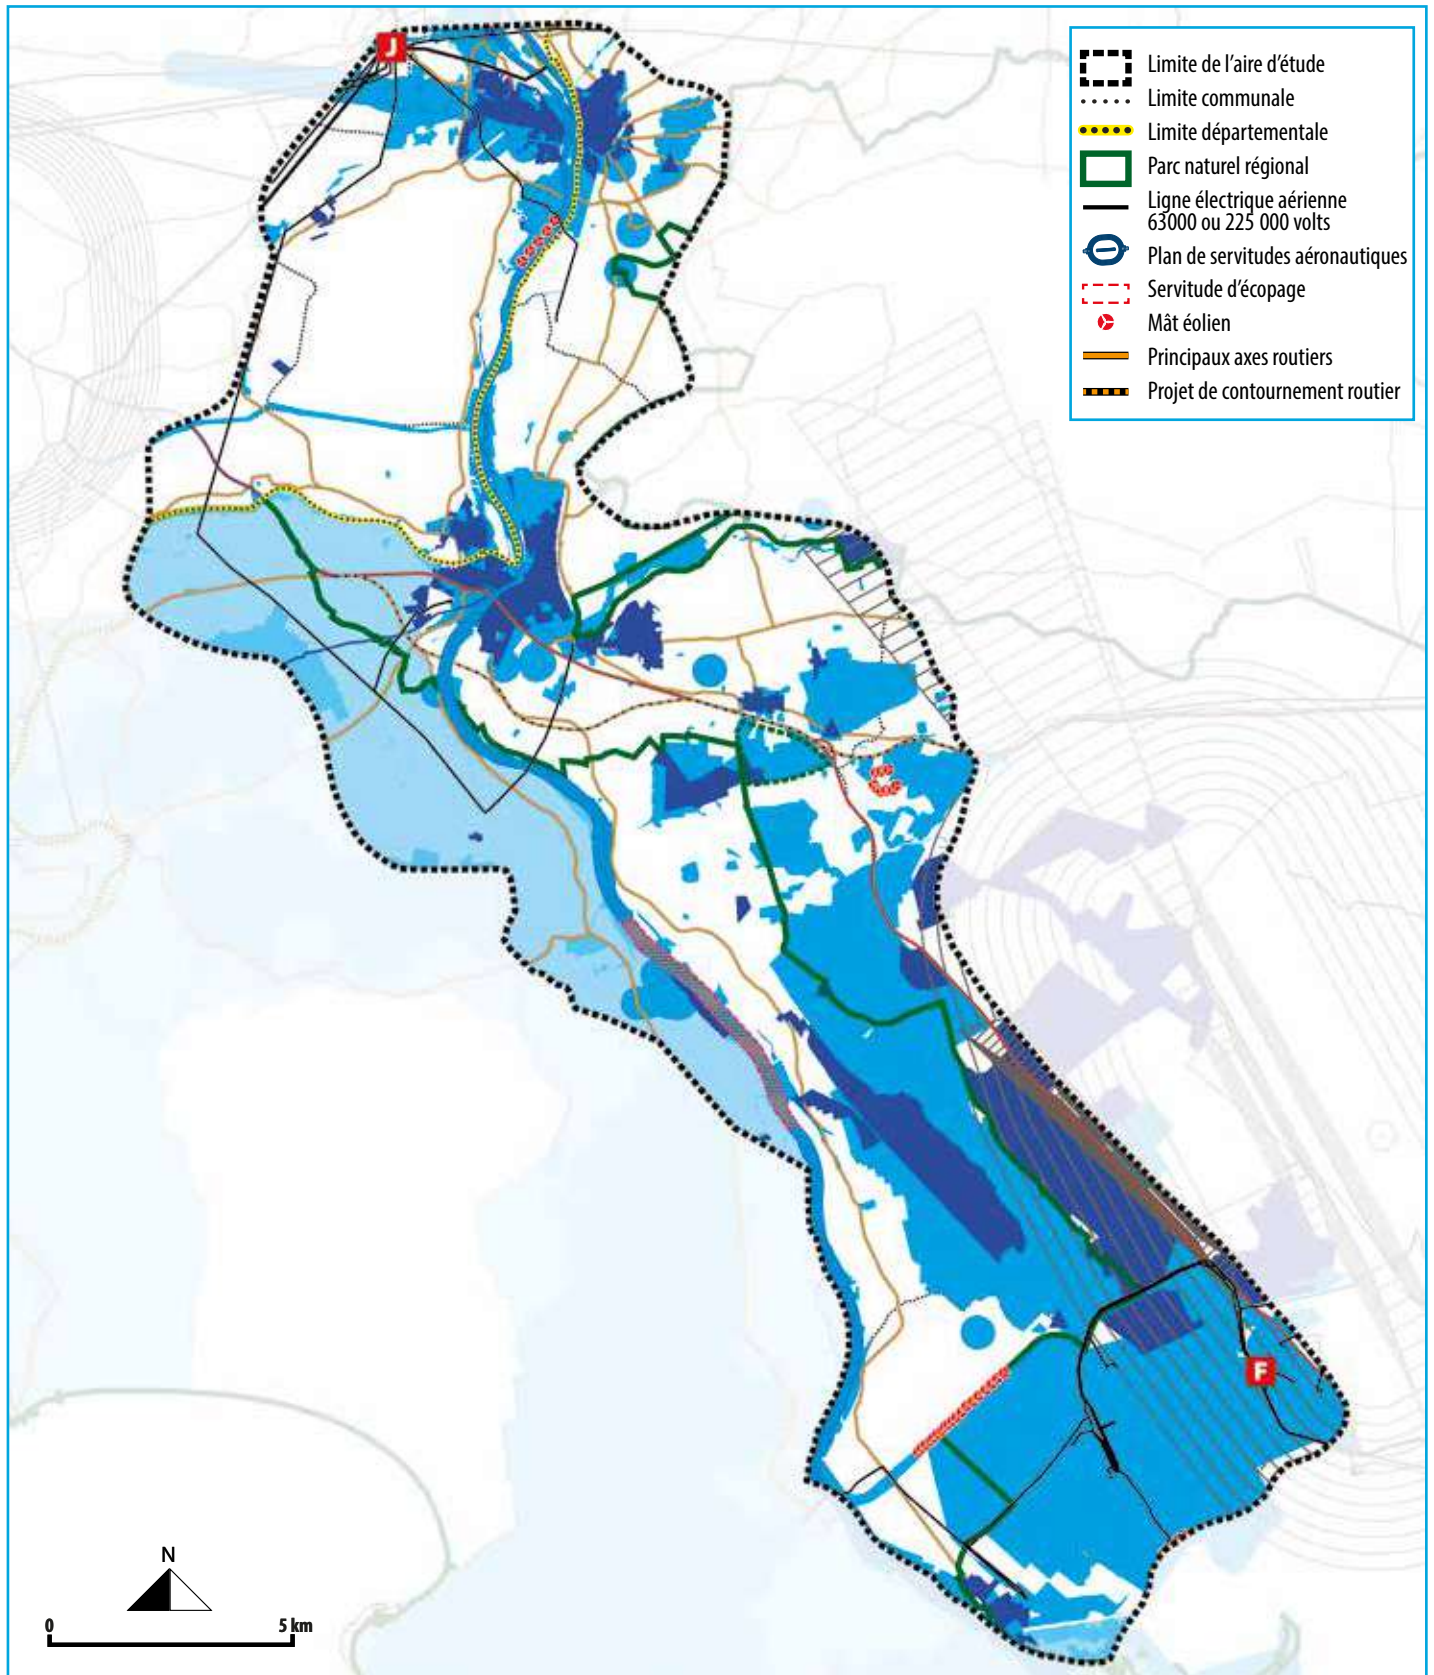 J
Limite de l’aire d’étude
Limite communale
Limite départementale
Parc naturel régional
Ligne électrique aérienne
63000 ou 225 000 volts
Plan de servitudes aéronautiques
Servitude d’écopage
Mât éolien
Principaux axes routiers
Projet de contournement routier
F
N
0 5 km